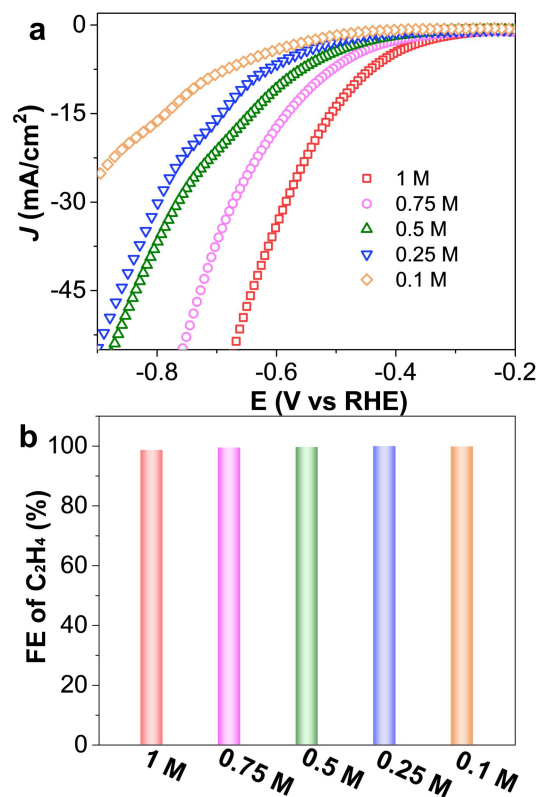 a
0
-15
-30
-45
J (mA/cm²)
1 M
0.75 M
0.5 M
0.25 M
0.1 M
-0.8
-0.6
-0.4
-0.2
E (V vs RHE)
b
100
80
60
40
20
0
FE of C₂H₄ (%)
1 M
0.75 M
0.5 M
0.25 M
0.1 M